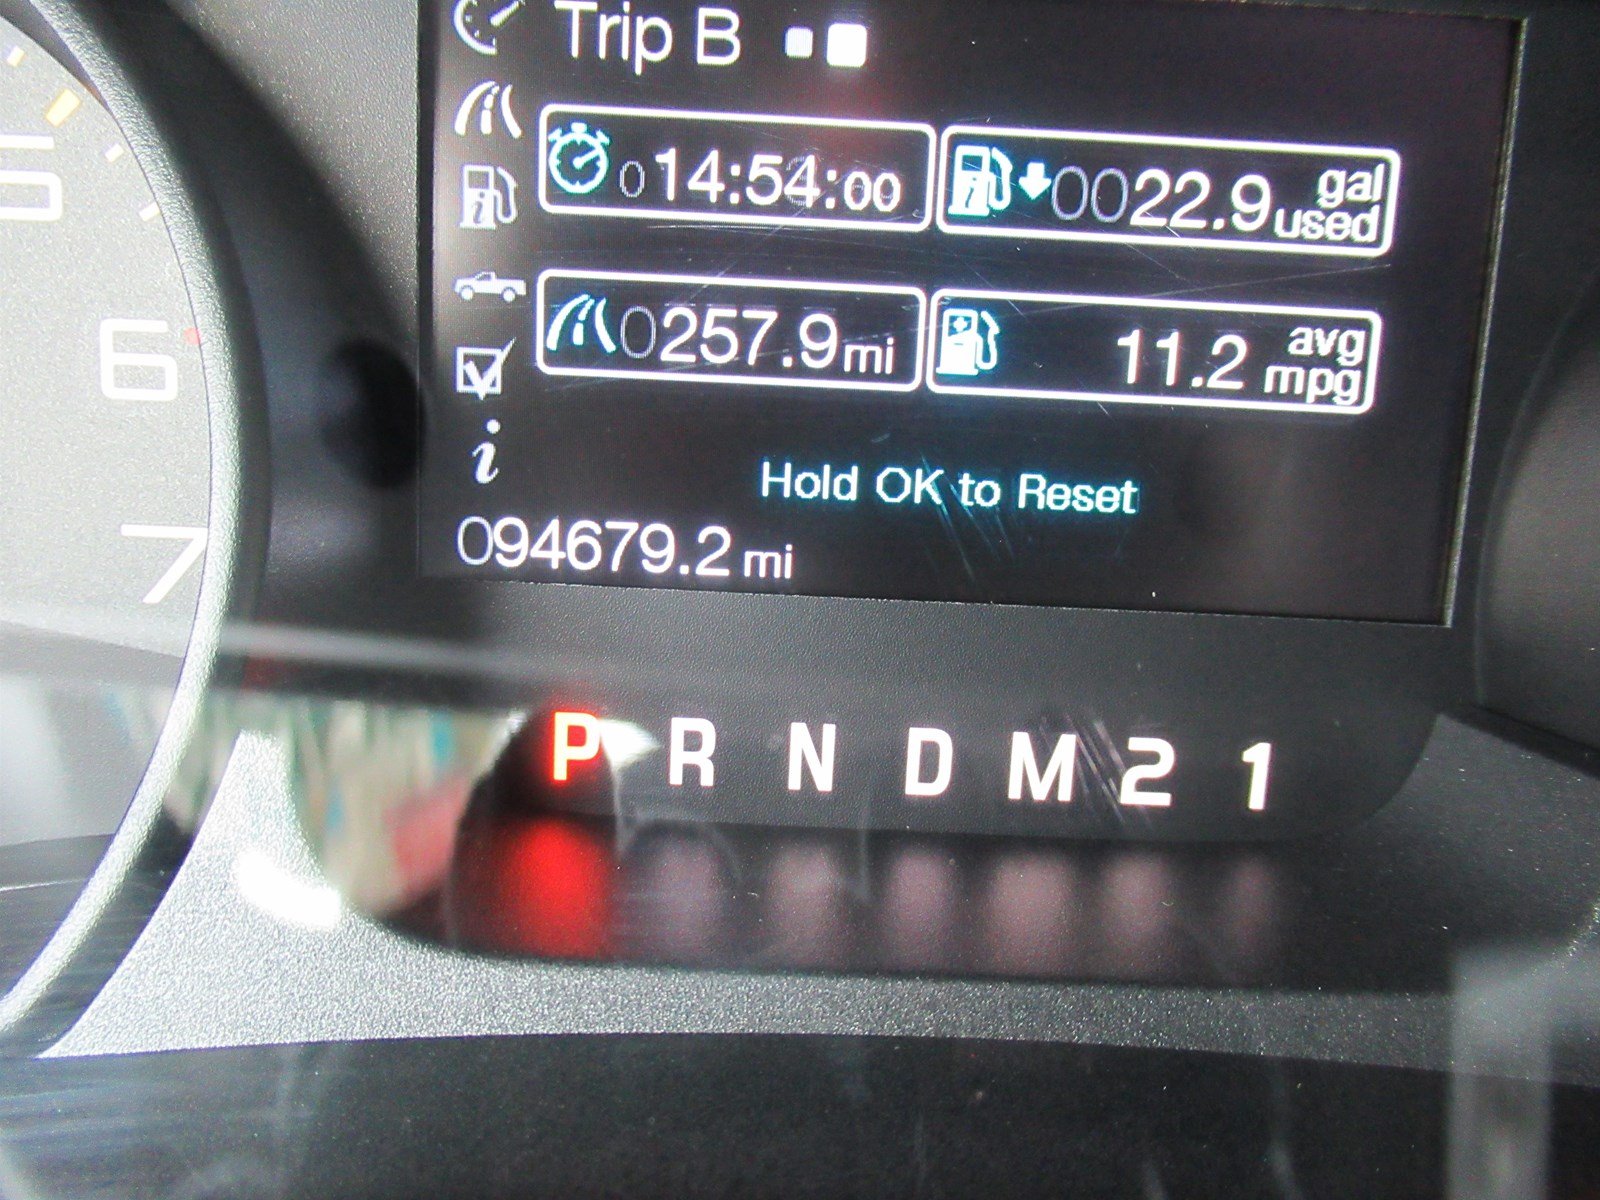 Trip B
014:54:00
0022.9 gal used
0257.9 mi
11.2 avg mpg
Hold OK to Reset
094679.2 mi
P R N D M 2 1
5
6
7